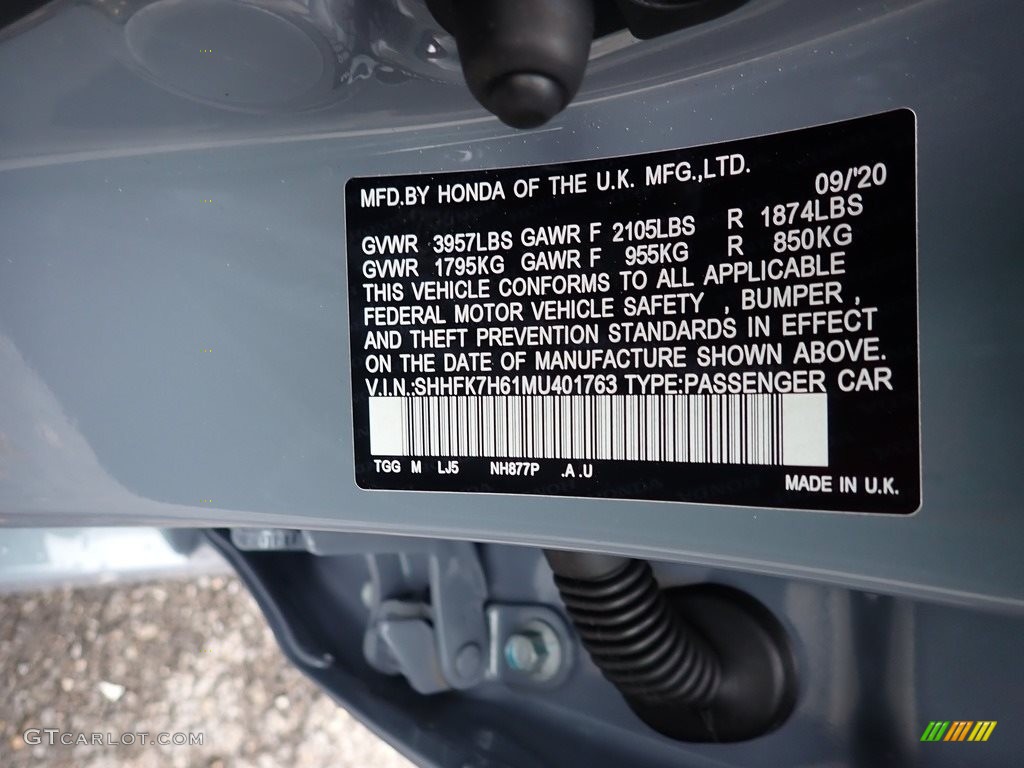 MFD.BY HONDA OF THE U.K. MFG.,LTD.
09/'20
GVWR 3957LBS GAWR F 2105LBS R 1874LBS
GVWR 1795KG GAWR F 955KG R 850KG
THIS VEHICLE CONFORMS TO ALL APPLICABLE
FEDERAL MOTOR VEHICLE SAFETY , BUMPER ,
AND THEFT PREVENTION STANDARDS IN EFFECT
ON THE DATE OF MANUFACTURE SHOWN ABOVE.
V.I.N.:SHHFK7H61MU401763 TYPE:PASSENGER CAR
TGG M LJ5 NH877P .A .U
MADE IN U.K.
GTCARLOT.COM